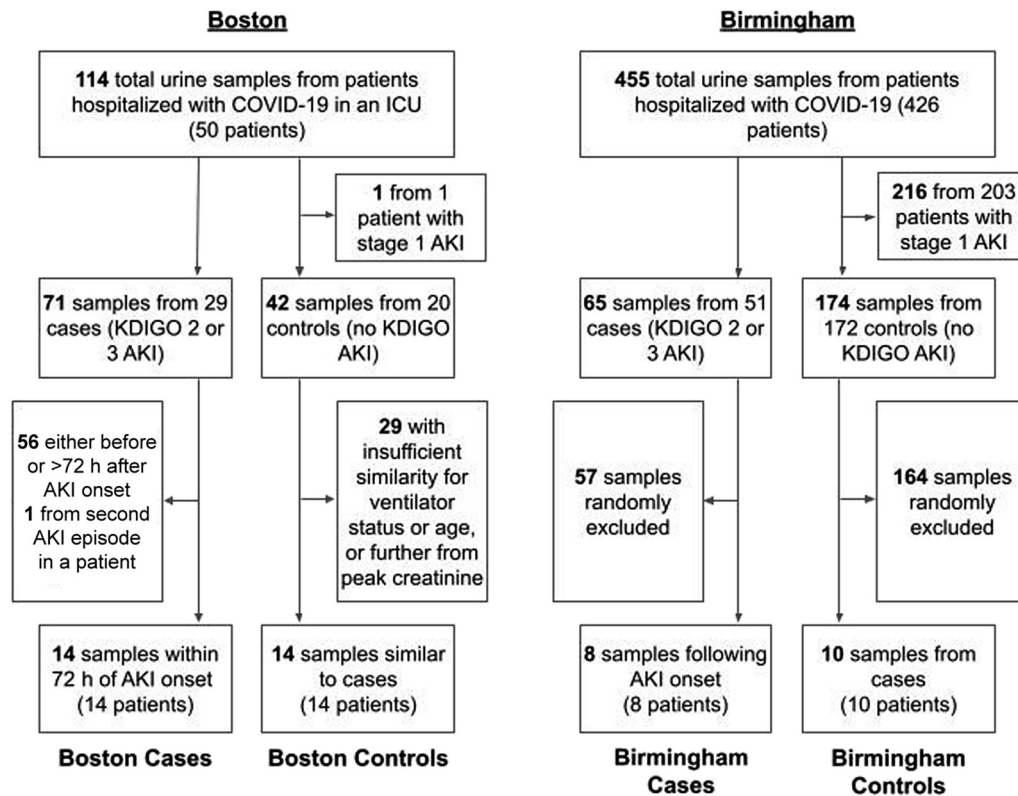 Boston
114 total urine samples from patients
hospitalized with COVID-19 in an ICU
(50 patients)
1 from 1
patient with
stage 1 AKI
71 samples from 29
cases (KDIGO 2 or
3 AKI)
42 samples from 20
controls (no KDIGO
AKI)
56 either before
or >72 h after
AKI onset
1 from second
AKI episode
in a patient
29 with
insufficient
similarity for
ventilator
status or age,
or further from
peak creatinine
14 samples within
72 h of AKI onset
(14 patients)
14 samples similar
to cases
(14 patients)
Boston Cases
Boston Controls
Birmingham
455 total urine samples from patients
hospitalized with COVID-19 (426
patients)
216 from 203
patients with
stage 1 AKI
65 samples from 51
cases (KDIGO 2 or
3 AKI)
174 samples from
172 controls (no
KDIGO AKI)
57 samples
randomly
excluded
164 samples
randomly
excluded
8 samples following
AKI onset
(8 patients)
10 samples from
cases
(10 patients)
Birmingham
Cases
Birmingham
Controls